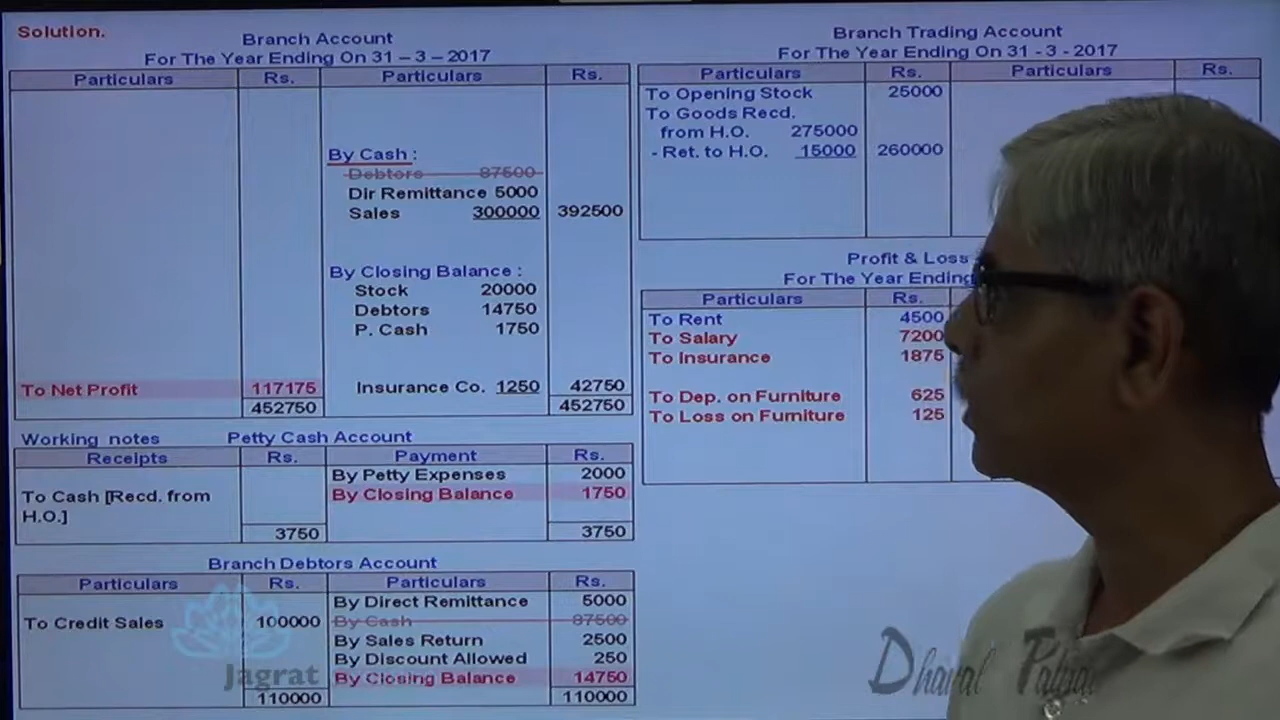 Solution.
Branch Account
For The Year Ending On 31 – 3 – 2017
Particulars Rs. Particulars Rs.
By Cash :
Debtors 87500
Dir Remittance 5000
Sales 300000 392500
By Closing Balance :
Stock 20000
Debtors 14750
P. Cash 1750
To Net Profit 117175 Insurance Co. 1250 42750
452750 452750
Working notes Petty Cash Account
Receipts Rs. Payment Rs.
By Petty Expenses 2000
To Cash [Recd. from By Closing Balance 1750
H.O.]
3750 3750
Branch Debtors Account
Particulars Rs. Particulars Rs.
By Direct Remittance 5000
To Credit Sales 100000 By Cash 87500
By Sales Return 2500
By Discount Allowed 250
By Closing Balance 14750
110000 110000
Branch Trading Account
For The Year Ending On 31 - 3 - 2017
Particulars Rs. Particulars Rs.
To Opening Stock 25000
To Goods Recd.
from H.O. 275000
- Ret. to H.O. 15000 260000
Profit & Loss
For The Year Ending
Particulars Rs.
To Rent 4500
To Salary 7200
To Insurance 1875
To Dep. on Furniture 625
To Loss on Furniture 125
Jagrat